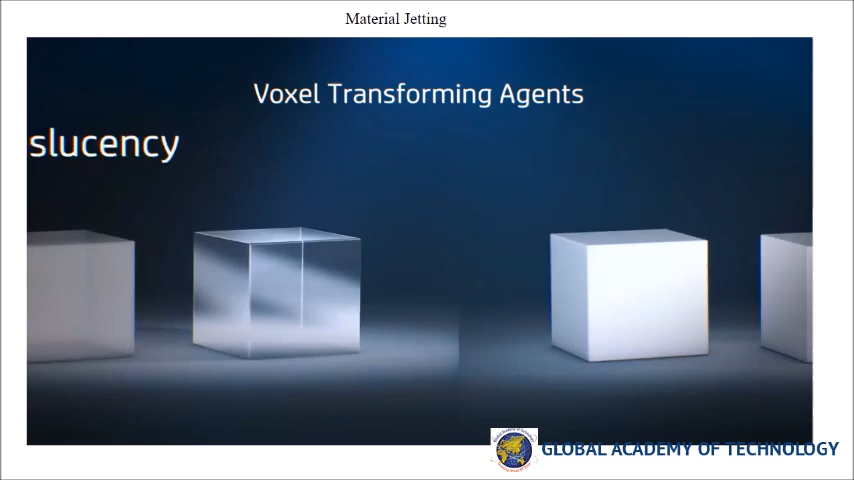 Material Jetting
Voxel Transforming Agents
slucency
GLOBAL ACADEMY OF TECHNOLOGY